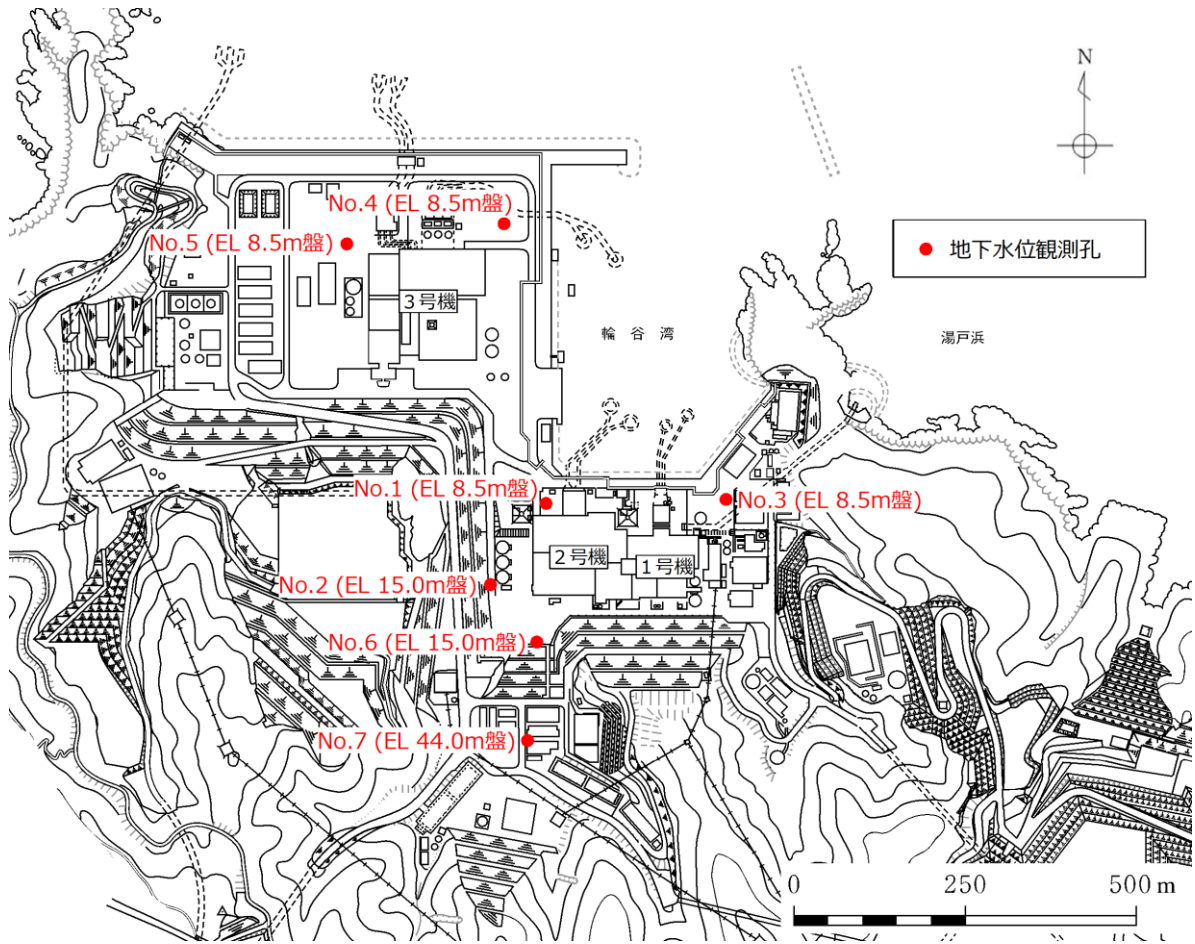 N
No.4 (EL 8.5m盤)
No.5 (EL 8.5m盤)
地下水位観測孔
3号機
輪谷湾
湯戸浜
No.1 (EL 8.5m盤)
No.3 (EL 8.5m盤)
2号機
1号機
No.2 (EL 15.0m盤)
No.6 (EL 15.0m盤)
No.7 (EL 44.0m盤)
0 250 500 m